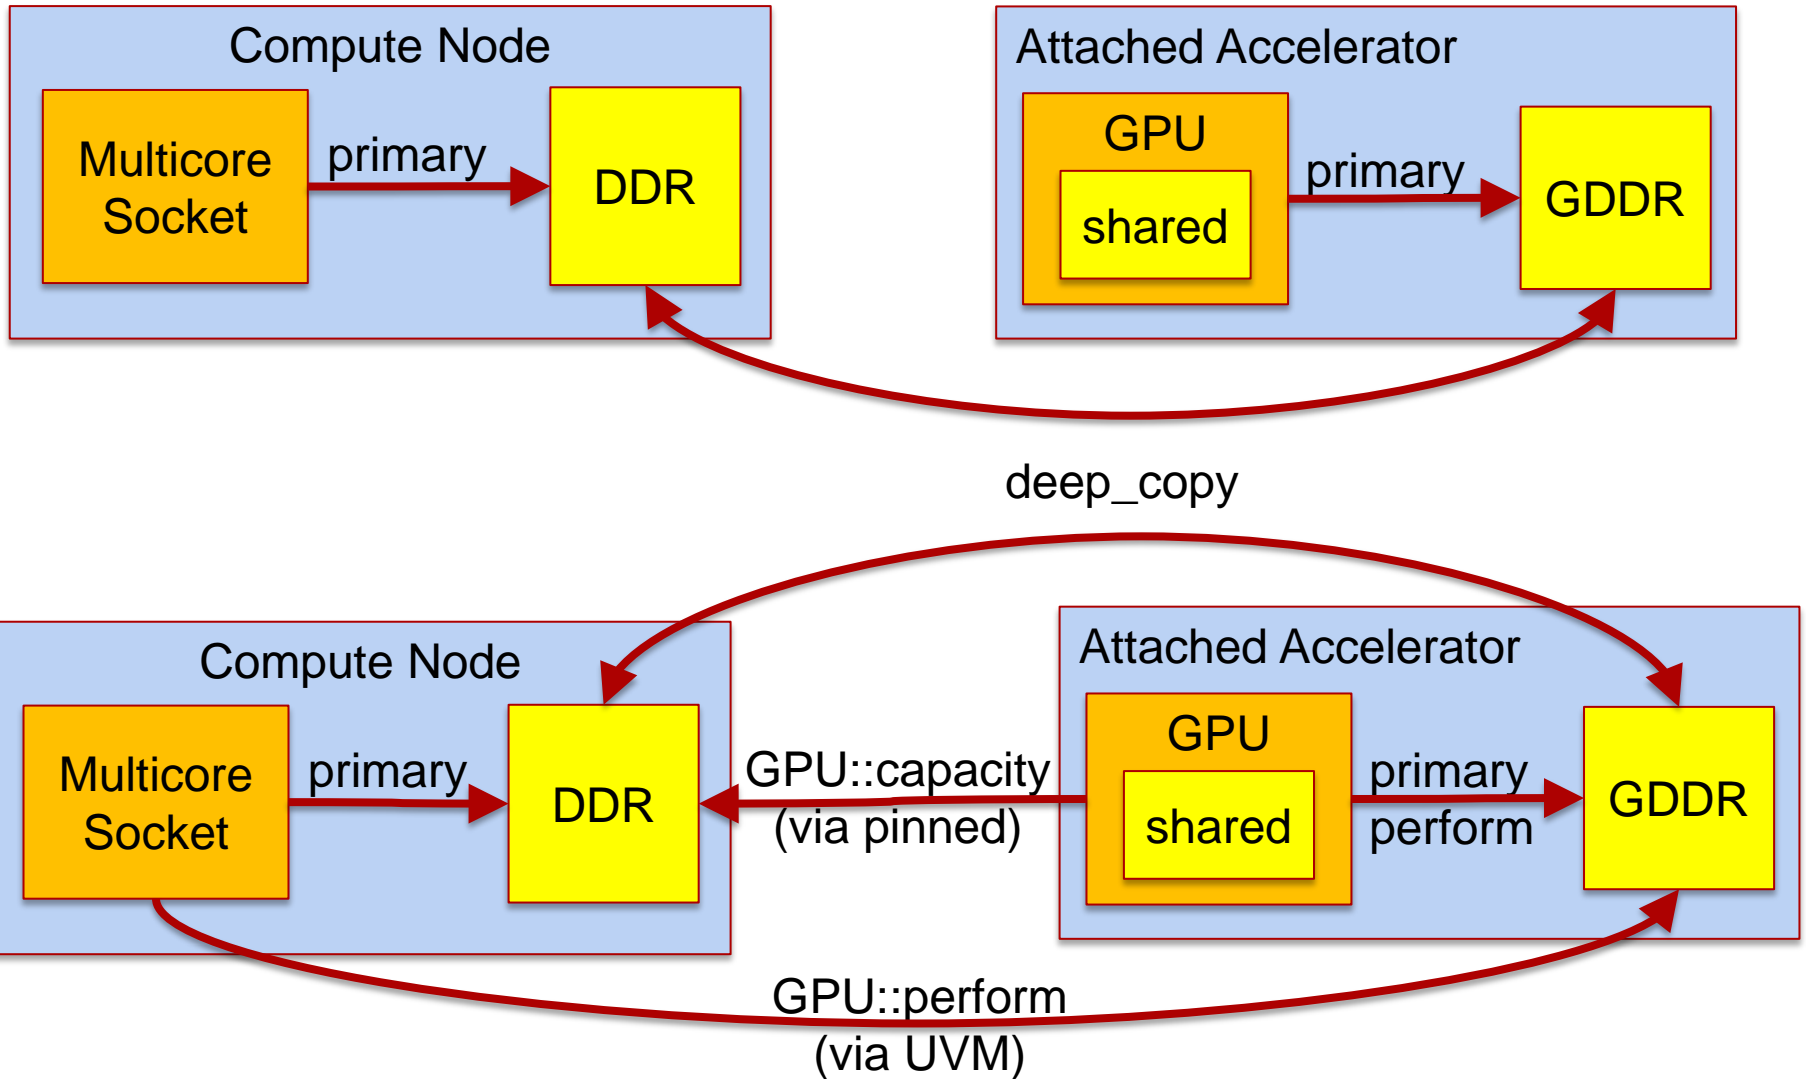 Compute Node
Multicore
Socket
primary
DDR
Attached Accelerator
GPU
shared
primary
GDDR
deep_copy
Compute Node
Multicore
Socket
primary
DDR
GPU::capacity
(via pinned)
Attached Accelerator
GPU
shared
primary
perform
GDDR
GPU::perform
(via UVM)